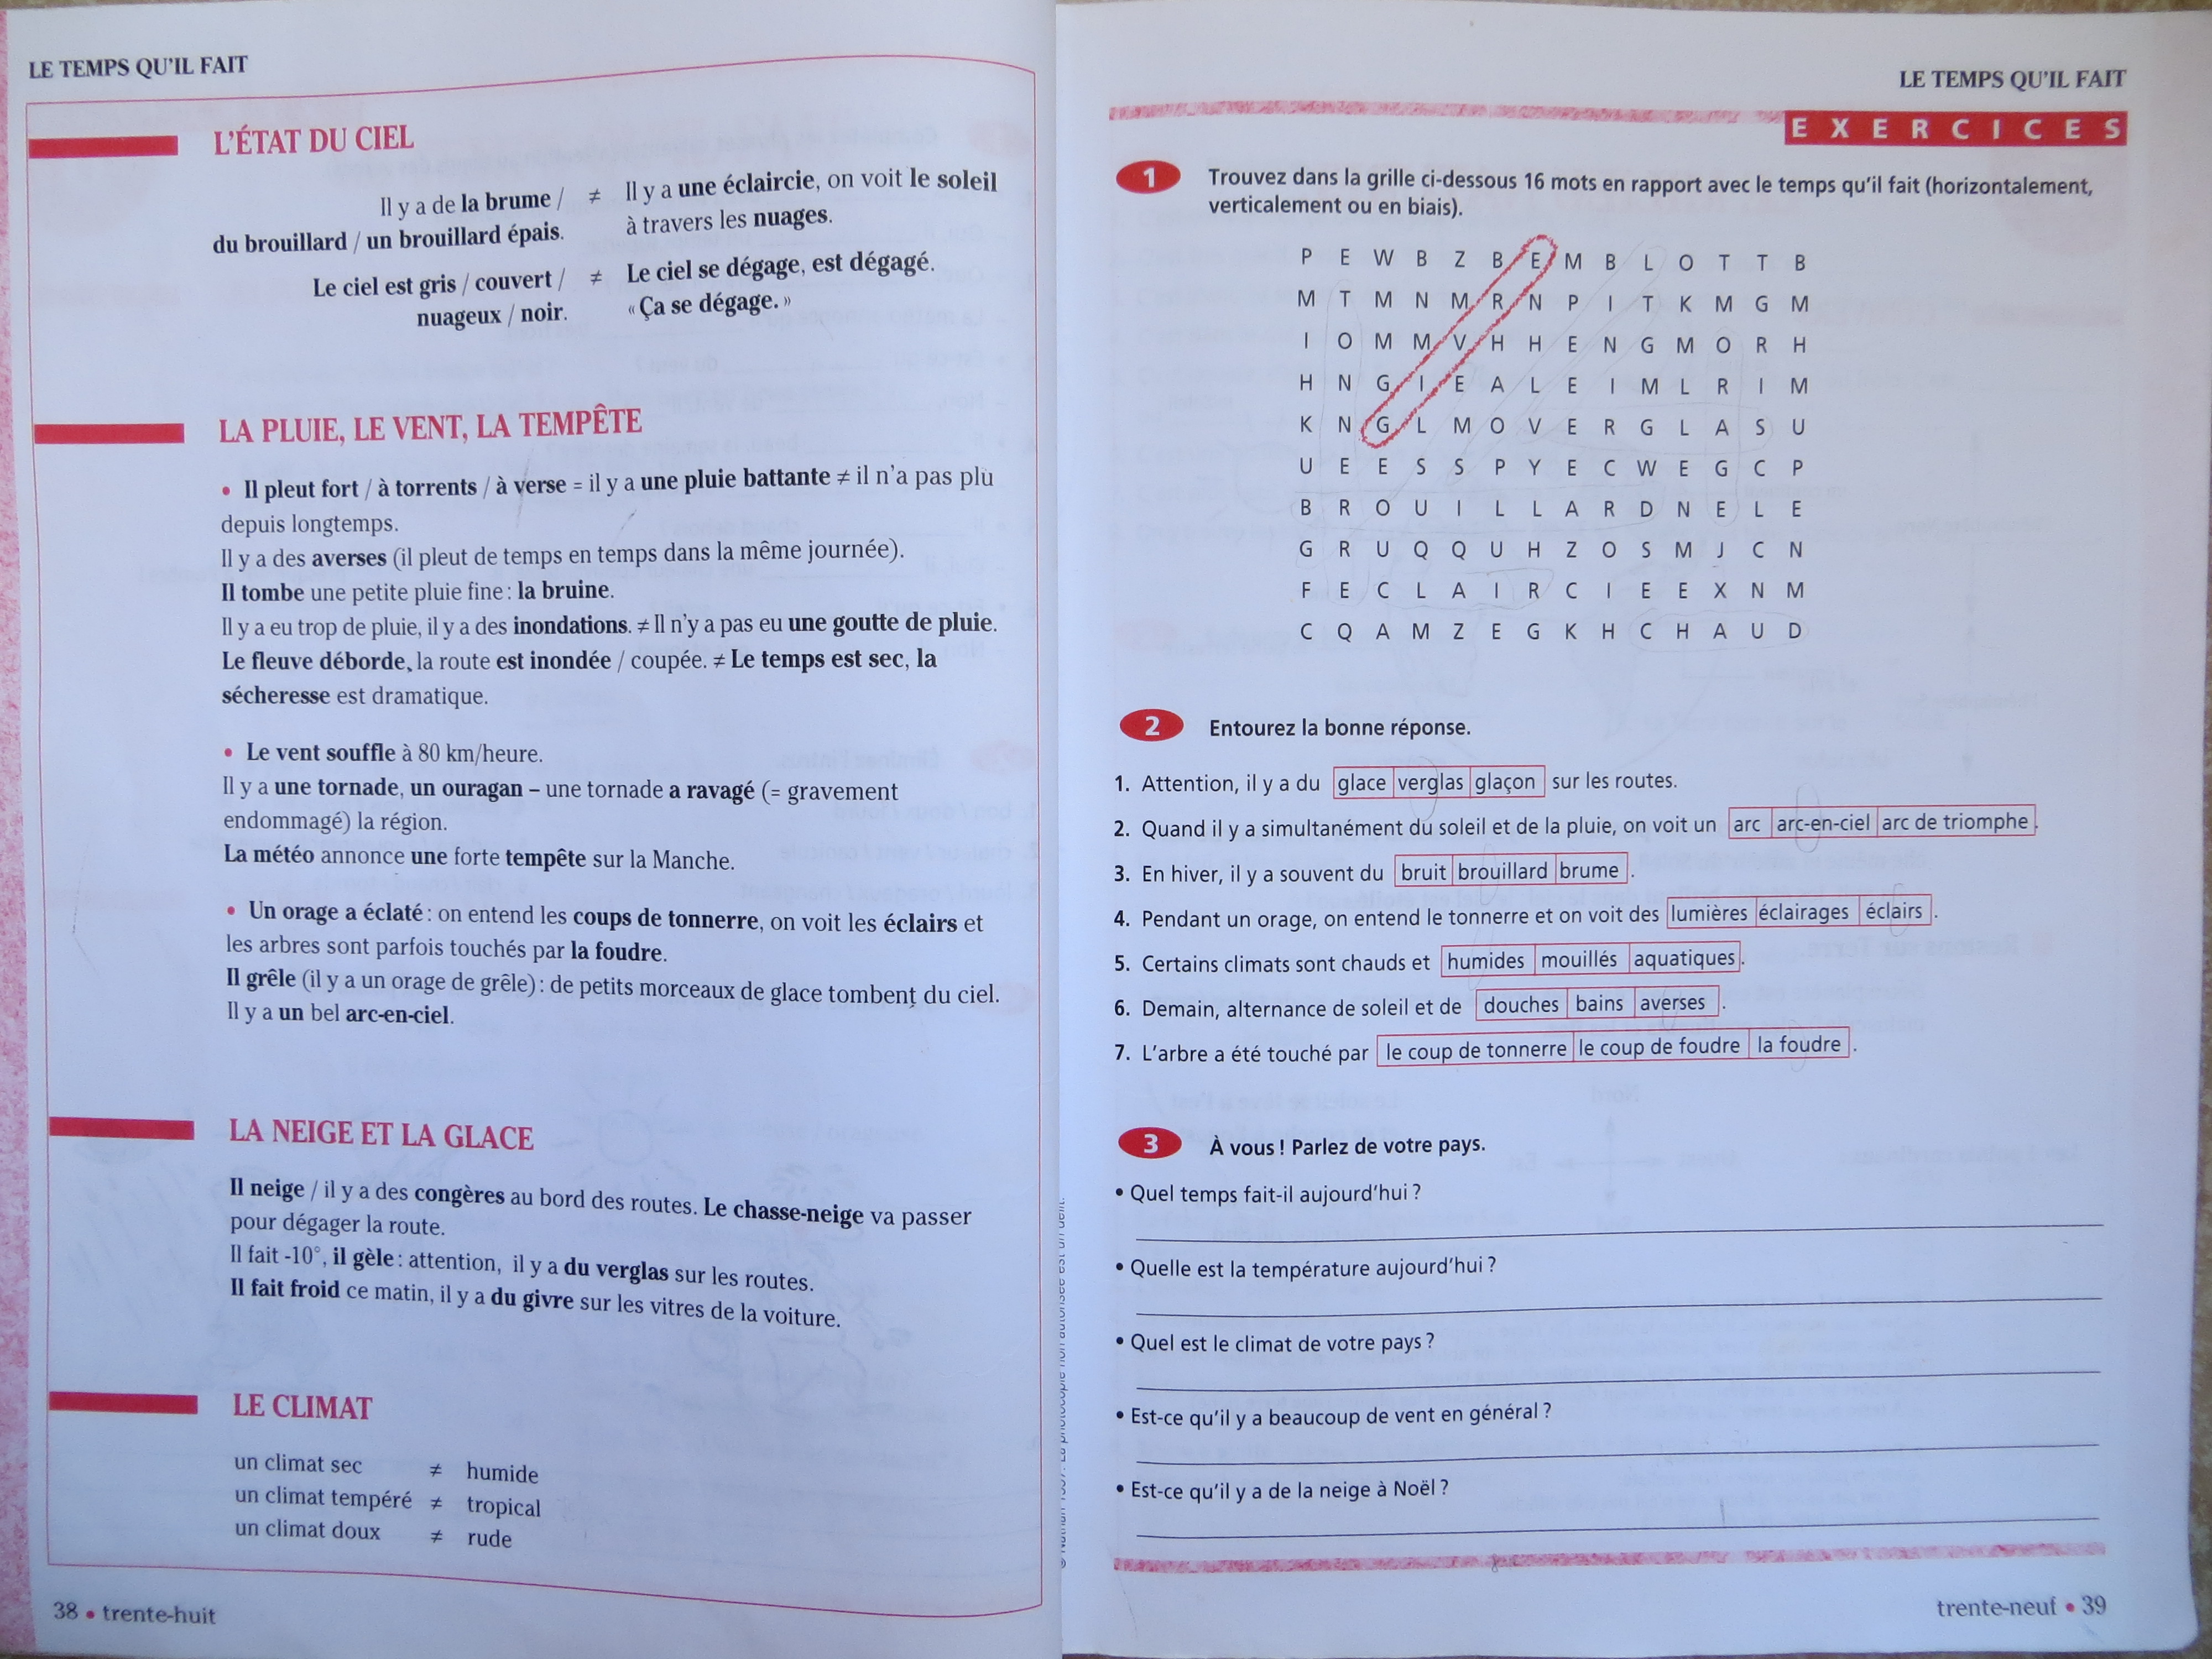 LE TEMPS QU'IL FAIT
L'ÉTAT DU CIEL
Il y a de la brume / ≠ Il y a une éclaircie, on voit le soleil
du brouillard / un brouillard épais. à travers les nuages.
Le ciel est gris / couvert / ≠ Le ciel se dégage, est dégagé.
nuageux / noir. « Ça se dégage. »
LA PLUIE, LE VENT, LA TEMPÊTE
• Il pleut fort / à torrents / à verse = il y a une pluie battante ≠ il n'a pas plu
depuis longtemps.
Il y a des averses (il pleut de temps en temps dans la même journée).
Il tombe une petite pluie fine : la bruine.
Il y a eu trop de pluie, il y a des inondations. ≠ Il n'y a pas eu une goutte de pluie.
Le fleuve déborde, la route est inondée / coupée. ≠ Le temps est sec, la
sécheresse est dramatique.
• Le vent souffle à 80 km/heure.
Il y a une tornade, un ouragan – une tornade a ravagé (= gravement
endommagé) la région.
La météo annonce une forte tempête sur la Manche.
• Un orage a éclaté : on entend les coups de tonnerre, on voit les éclairs et
les arbres sont parfois touchés par la foudre.
Il grêle (il y a un orage de grêle) : de petits morceaux de glace tombent du ciel.
Il y a un bel arc-en-ciel.
LA NEIGE ET LA GLACE
Il neige / il y a des congères au bord des routes. Le chasse-neige va passer
pour dégager la route.
Il fait -10°, il gèle : attention, il y a du verglas sur les routes.
Il fait froid ce matin, il y a du givre sur les vitres de la voiture.
LE CLIMAT
un climat sec ≠ humide
un climat tempéré ≠ tropical
un climat doux ≠ rude
38 • trente-huit
LE TEMPS QU'IL FAIT
EXERCICES
1 Trouvez dans la grille ci-dessous 16 mots en rapport avec le temps qu'il fait (horizontalement,
verticalement ou en biais).
P E W B Z B E M B L O T T B
M T M N M R N P I T K M G M
I O M M V H H E N G M O R H
H N G I E A L E I M L R I M
K N G L M O V E R G L A S U
U E E S S P Y E C W E G C P
B R O U I L L A R D N E L E
G R U Q Q U H Z O S M J C N
F E C L A I R C I E E X N M
C Q A M Z E G K H C H A U D
2 Entourez la bonne réponse.
1. Attention, il y a du glace verglas glaçon sur les routes.
2. Quand il y a simultanément du soleil et de la pluie, on voit un arc arc-en-ciel arc de triomphe.
3. En hiver, il y a souvent du bruit brouillard brume.
4. Pendant un orage, on entend le tonnerre et on voit des lumières éclairages éclairs.
5. Certains climats sont chauds et humides mouillés aquatiques.
6. Demain, alternance de soleil et de douches bains averses.
7. L'arbre a été touché par le coup de tonnerre le coup de foudre la foudre.
3 À vous ! Parlez de votre pays.
• Quel temps fait-il aujourd'hui ?
• Quelle est la température aujourd'hui ?
• Quel est le climat de votre pays ?
• Est-ce qu'il y a beaucoup de vent en général ?
• Est-ce qu'il y a de la neige à Noël ?
trente-neuf • 39